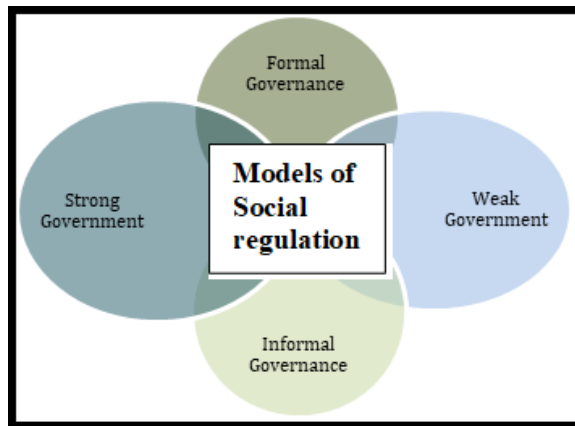 Formal
Governance
Models of
Social
regulation
Strong
Government
Weak
Government
Informal
Governance